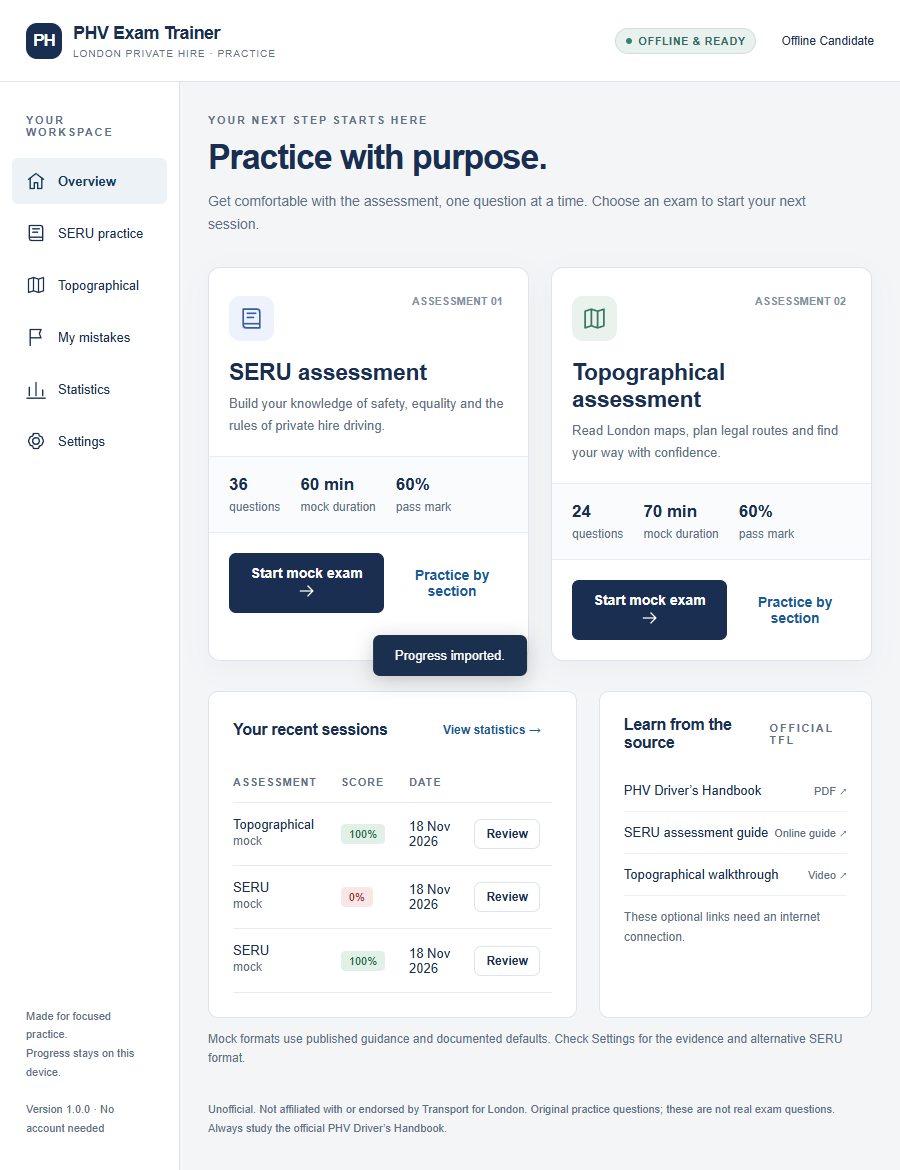 PH
PHV Exam Trainer
LONDON PRIVATE HIRE · PRACTICE
OFFLINE & READY
Offline Candidate
YOUR
WORKSPACE
Overview
SERU practice
Topographical
My mistakes
Statistics
Settings
Made for focused
practice.
Progress stays on this
device.
Version 1.0.0 · No
account needed
YOUR NEXT STEP STARTS HERE
Practice with purpose.
Get comfortable with the assessment, one question at a time. Choose an exam to start your next
session.
ASSESSMENT 01
SERU assessment
Build your knowledge of safety, equality and the
rules of private hire driving.
36 60 min 60%
questions mock duration pass mark
Start mock exam
→
Practice by
section
ASSESSMENT 02
Topographical
assessment
Read London maps, plan legal routes and find
your way with confidence.
24 70 min 60%
questions mock duration pass mark
Start mock exam
→
Practice by
section
Progress imported.
Your recent sessions View statistics →
ASSESSMENT SCORE DATE
Topographical
mock
100%
18 Nov
2026
Review
SERU
mock
0%
18 Nov
2026
Review
SERU
mock
100%
18 Nov
2026
Review
Learn from the
source
OFFICIAL
TFL
PHV Driver's Handbook PDF ↗
SERU assessment guide Online guide ↗
Topographical walkthrough Video ↗
These optional links need an internet
connection.
Mock formats use published guidance and documented defaults. Check Settings for the evidence and alternative SERU
format.
Unofficial. Not affiliated with or endorsed by Transport for London. Original practice questions; these are not real exam questions.
Always study the official PHV Driver's Handbook.